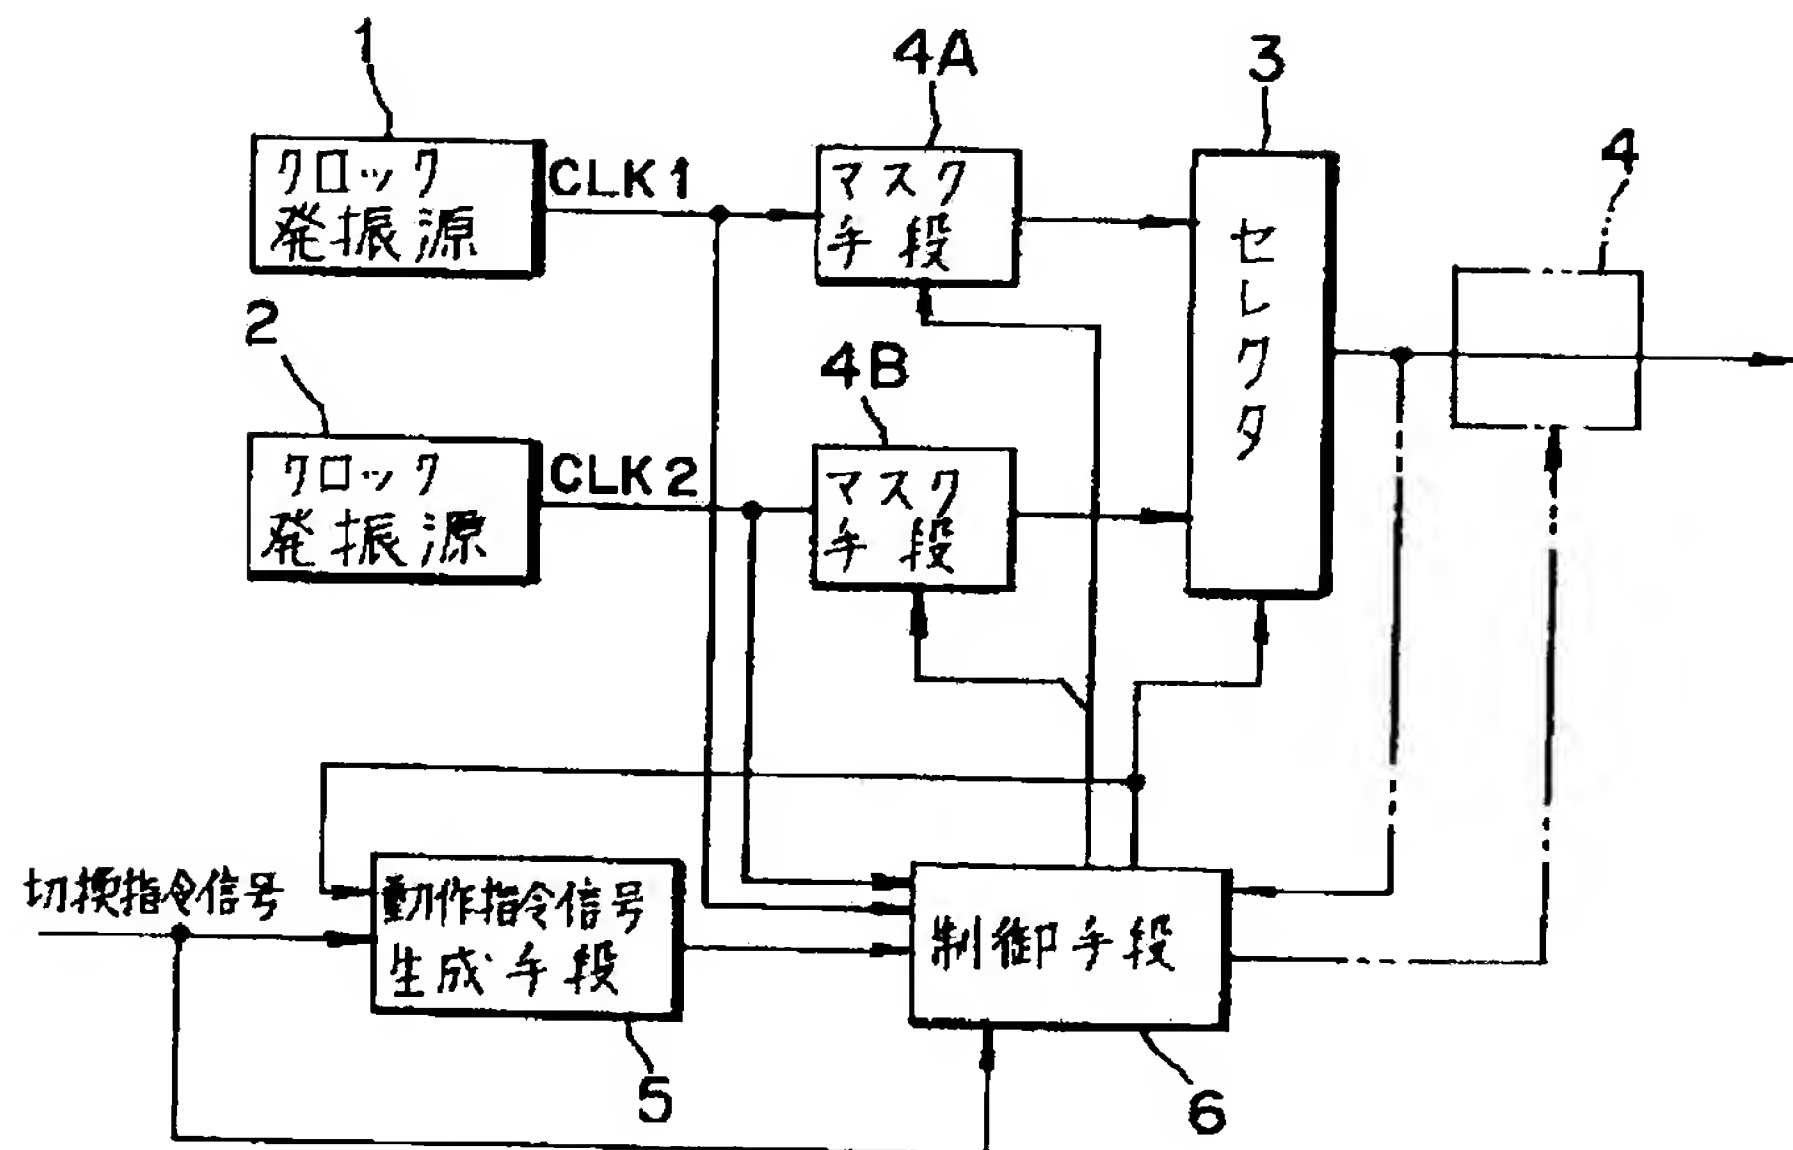 1
4A
3
クロック
発振源
CLK1
マスク
手段
セレクタ
4
2
4B
クロック
発振源
CLK2
マスク
手段
切換指令信号
動作指令信号
生成手段
制御手段
5
6